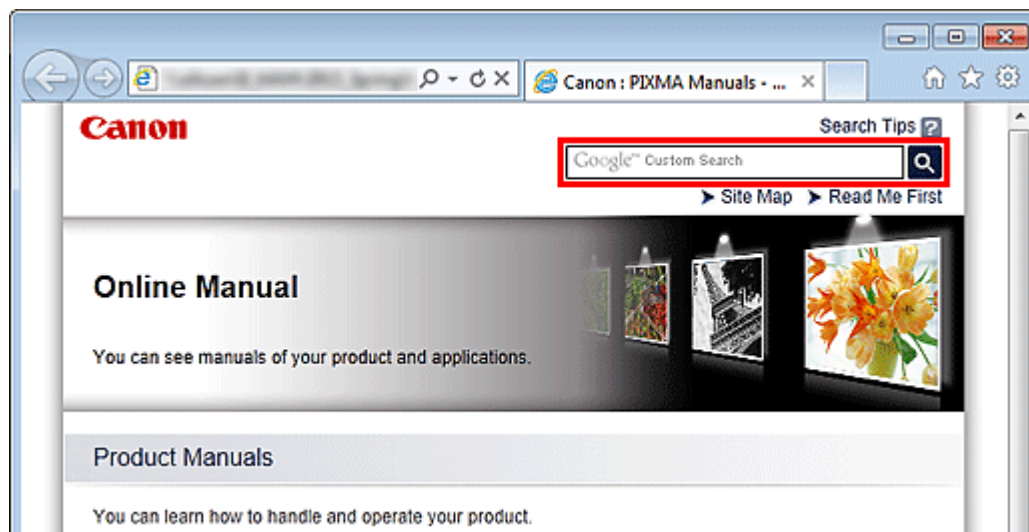 Canon : PIXMA Manuals - ...
Canon
Search Tips ?
Google™ Custom Search
Site Map Read Me First
Online Manual
You can see manuals of your product and applications.
Product Manuals
You can learn how to handle and operate your product.